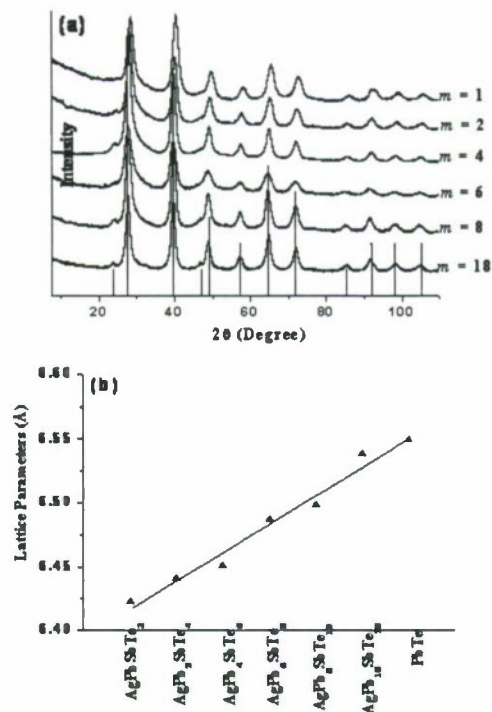 (a)
Intensity
m = 1
m = 2
m = 4
m = 6
m = 8
m = 18
20 40 60 80 100
2θ (Degree)
(b)
Lattice Parameters (Å)
6.60
6.55
6.50
6.45
6.40
AgPbSbTe₃
AgPb₂SbTe₄
AgPb₄SbTe₆
AgPb₆SbTe₈
AgPb₈SbTe₁₀
AgPb₁₈SbTe₂₀
PbTe